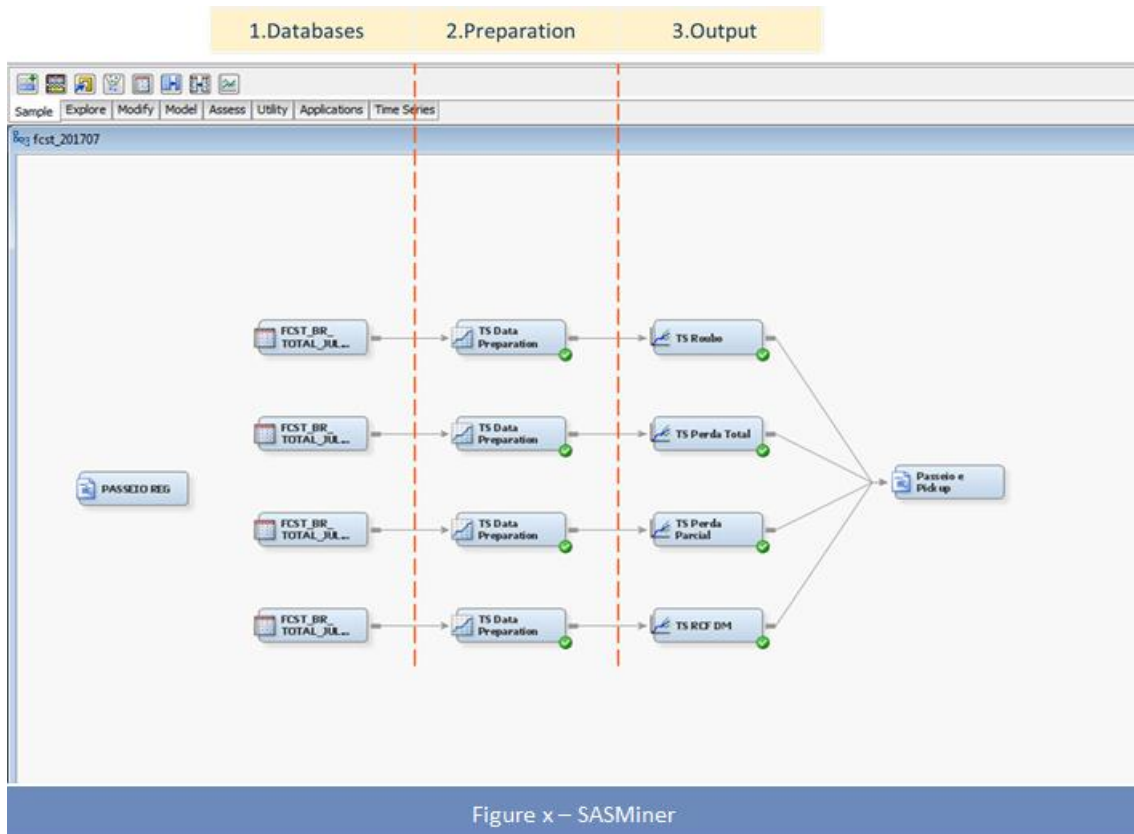 1.Databases 2.Preparation 3.Output
Sample Explore Modify Model Assess Utility Applications Time Series
fcst_201707
FCST_BR_
TOTAL_JUL...
TS Data
Preparation
TS Roubo
FCST_BR_
TOTAL_JUL...
TS Data
Preparation
TS Perda Total
PASSEIO REG
Passeio e
Pickup
FCST_BR_
TOTAL_JUL...
TS Data
Preparation
TS Perda
Parcial
FCST_BR_
TOTAL_JUL...
TS Data
Preparation
TS RCF DM
Figure x – SASMiner